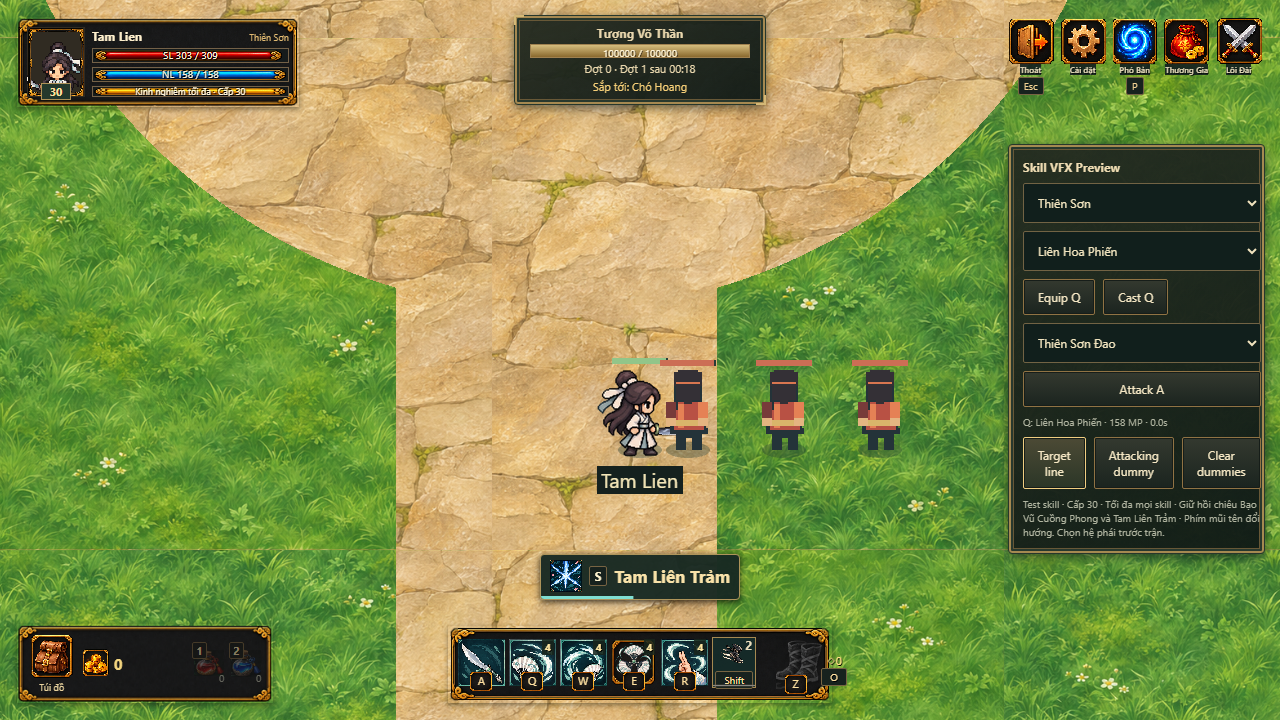 Tam Lien
Thiên Sơn
SL 303 / 309
NL 158 / 158
30
Kinh nghiệm tối đa · Cấp 30
Tượng Võ Thần
100000 / 100000
Đợt 0 · Đợt 1 sau 00:18
Sắp tới: Chó Hoang
Thoát
Cài đặt
Phó Bản
Thương Gia
Lôi Đài
Esc
P
Skill VFX Preview
Thiên Sơn
Liên Hoa Phiến
Equip Q
Cast Q
Thiên Sơn Đao
Attack A
Q: Liên Hoa Phiến · 158 MP · 0.0s
Target line
Attacking dummy
Clear dummies
Test skill · Cấp 30 · Tối đa mọi skill · Giữ hồi chiêu Bạo
Vũ Cuồng Phong và Tam Liên Trảm · Phím mũi tên đổi
hướng. Chọn hệ phái trước trận.
Tam Lien
S Tam Liên Trảm
Túi đồ
0
1
0
2
0
A
4
Q
4
W
4
E
4
R
2
Shift
Z
0
O